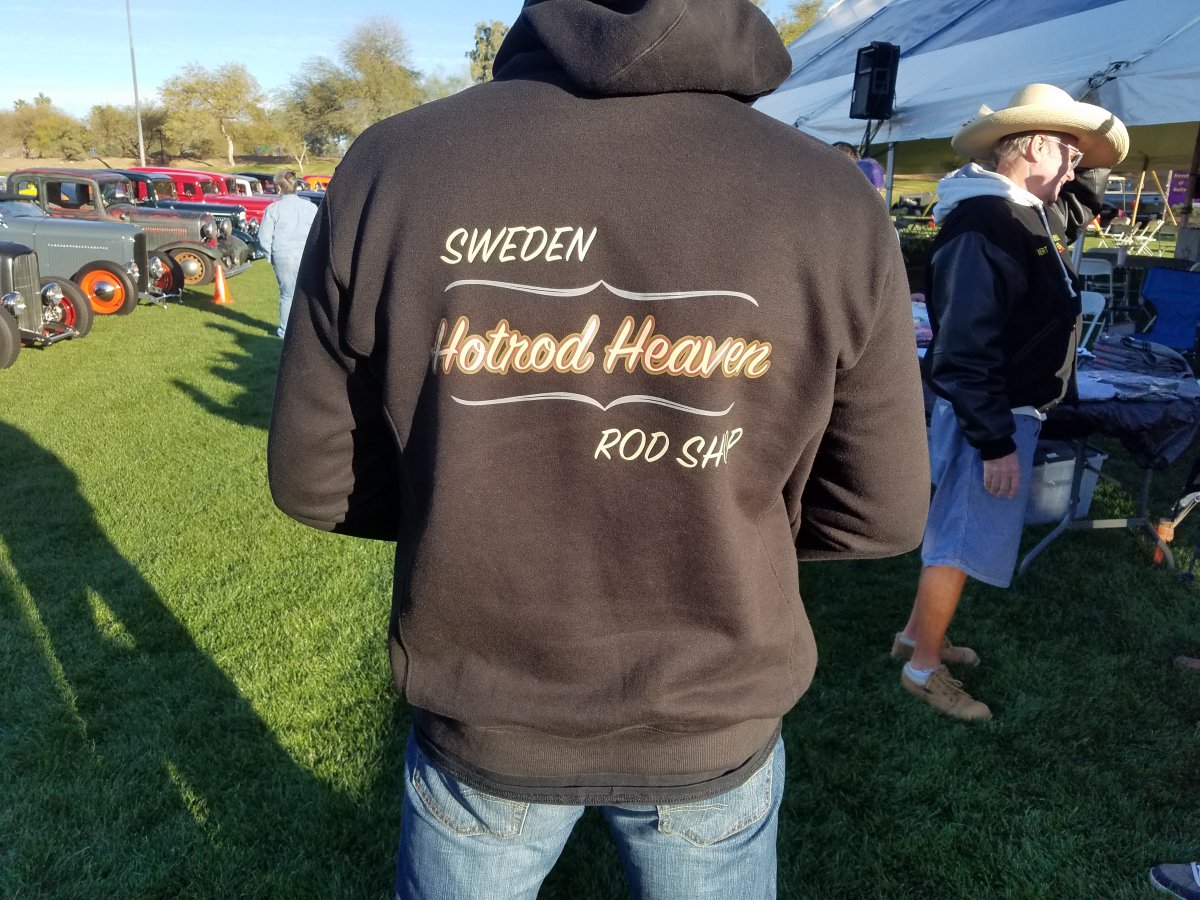 SWEDEN
Hotrod Heaven
ROD SHOP